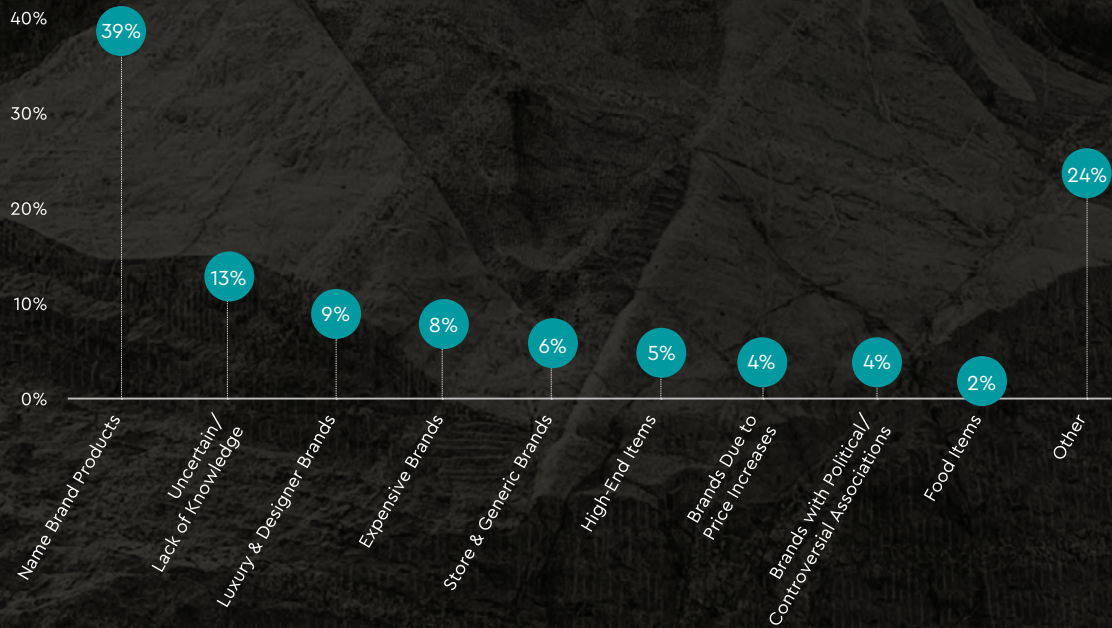 40%
30%
20%
10%
0%
39%
13%
9%
8%
6%
5%
4%
4%
2%
24%
Name Brand Products
Uncertain/
Lack of Knowledge
Luxury & Designer Brands
Expensive Brands
Store & Generic Brands
High-End Items
Brands Due to
Price Increases
Brands with Political/
Controversial Associations
Food Items
Other